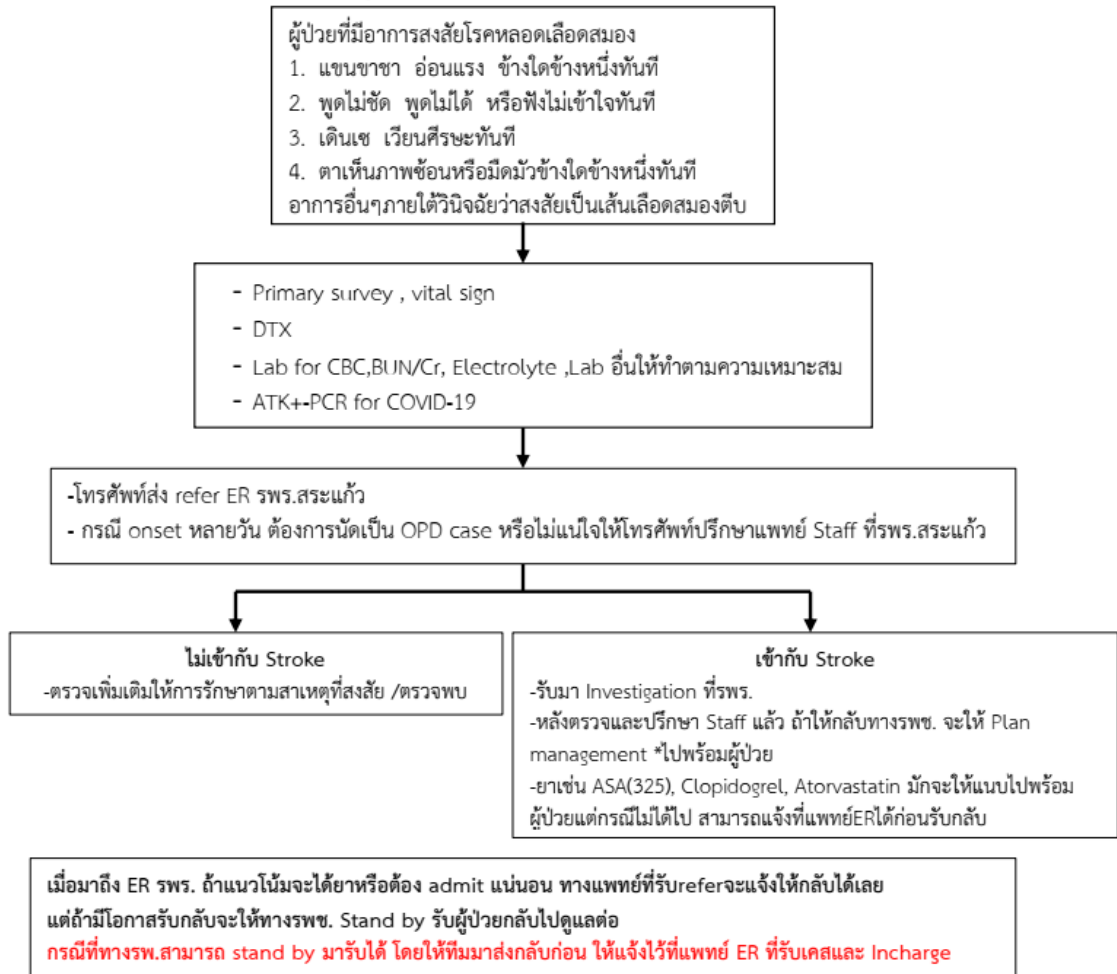 ผู้ป่วยที่มีอาการสงสัยโรคหลอดเลือดสมอง
1. แขนขาชา อ่อนแรง ข้างใดข้างหนึ่งทันที
2. พูดไม่ชัด พูดไม่ได้ หรือฟังไม่เข้าใจทันที
3. เดินเซ เวียนศีรษะทันที
4. ตาเห็นภาพซ้อนหรือมืดมัวข้างใดข้างหนึ่งทันที
อาการอื่นๆภายใต้วินิจฉัยว่าสงสัยเป็นเส้นเลือดสมองตีบ
- Primary survey , vital sign
- DTX
- Lab for CBC,BUN/Cr, Electrolyte ,Lab อื่นให้ทำตามความเหมาะสม
- ATK+-PCR for COVID-19
-โทรศัพท์ส่ง refer ER รพร.สระแก้ว
- กรณี onset หลายวัน ต้องการนัดเป็น OPD case หรือไม่แน่ใจให้โทรศัพท์ปรึกษาแพทย์ Staff ที่รพร.สระแก้ว
ไม่เข้ากับ Stroke
-ตรวจเพิ่มเติมให้การรักษาตามสาเหตุที่สงสัย /ตรวจพบ
เข้ากับ Stroke
-รับมา Investigation ที่รพร.
-หลังตรวจและปรึกษา Staff แล้ว ถ้าให้กลับทางรพช. จะให้ Plan
management *ไปพร้อมผู้ป่วย
-ยาเช่น ASA(325), Clopidogrel, Atorvastatin มักจะให้แนบไปพร้อม
ผู้ป่วยแต่กรณีไม่ได้ไป สามารถแจ้งที่แพทย์ERได้ก่อนรับกลับ
เมื่อมาถึง ER รพร. ถ้าแนวโน้มจะได้ยาหรือต้อง admit แน่นอน ทางแพทย์ที่รับreferจะแจ้งให้กลับได้เลย
แต่ถ้ามีโอกาสรับกลับจะให้ทางรพช. Stand by รับผู้ป่วยกลับไปดูแลต่อ
กรณีที่ทางรพ.สามารถ stand by มารับได้ โดยให้ทีมมาส่งกลับก่อน ให้แจ้งไว้ที่แพทย์ ER ที่รับเคสและ Incharge